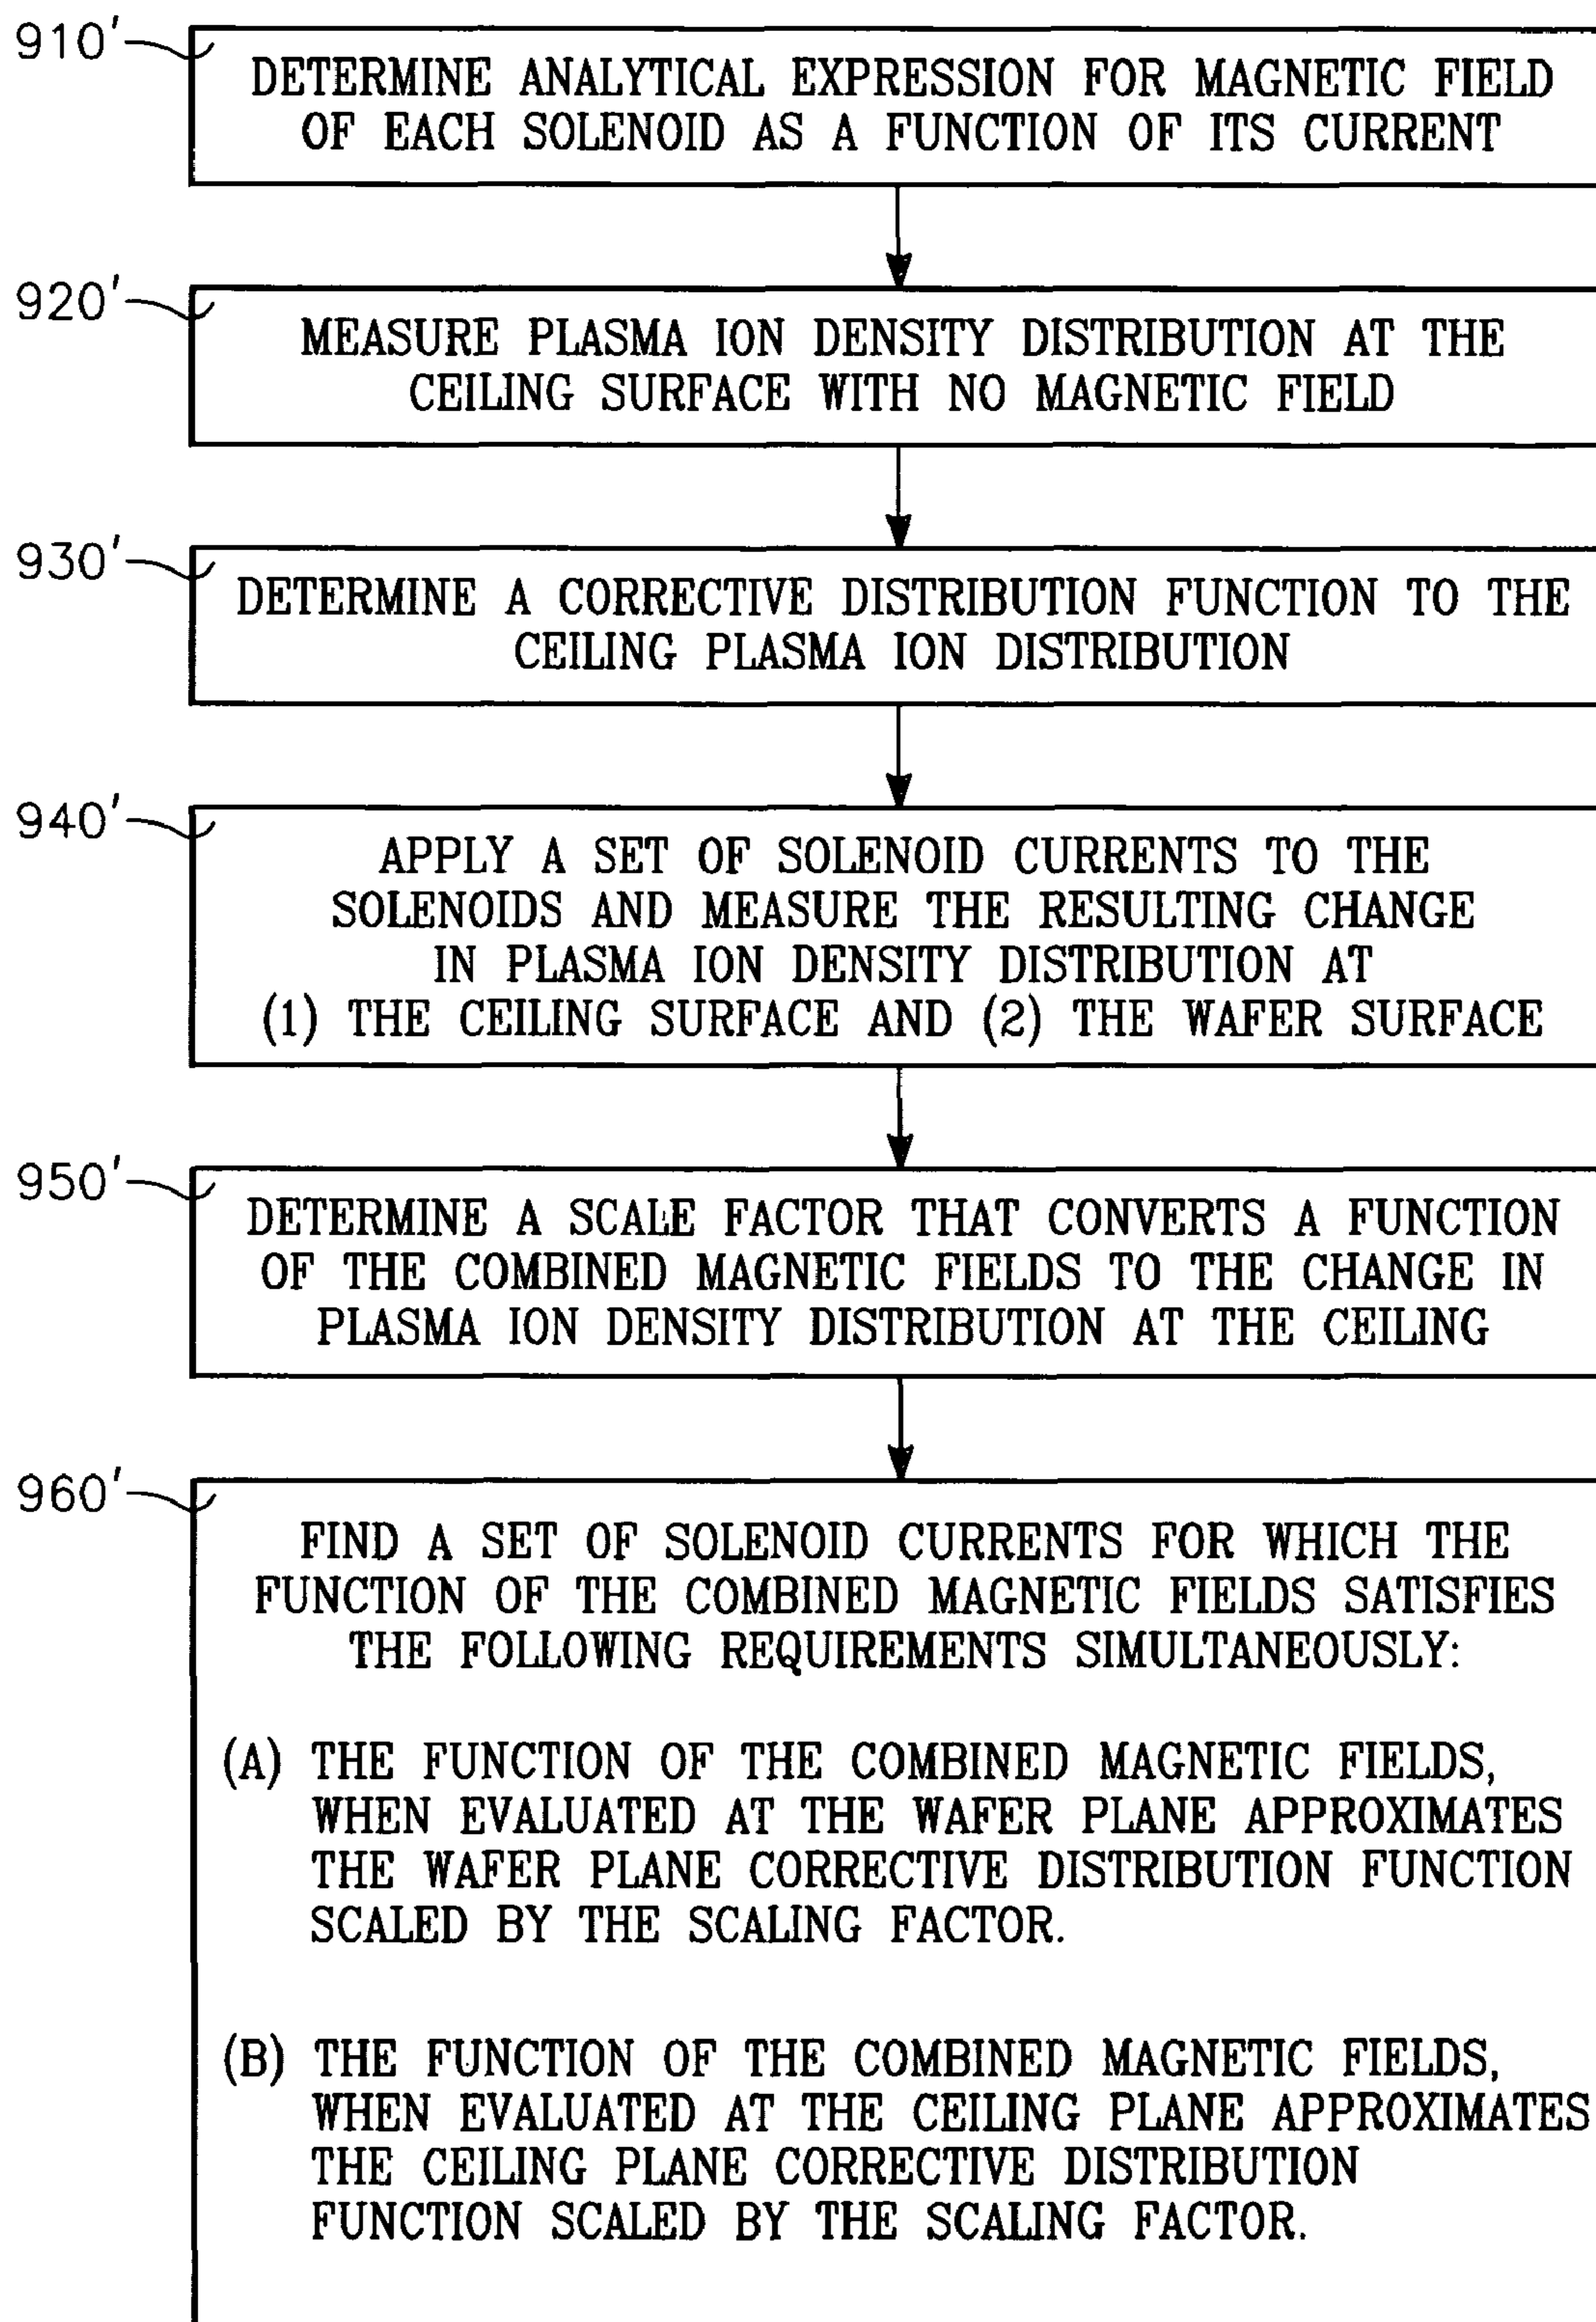 910'
DETERMINE ANALYTICAL EXPRESSION FOR MAGNETIC FIELD
OF EACH SOLENOID AS A FUNCTION OF ITS CURRENT
920'
MEASURE PLASMA ION DENSITY DISTRIBUTION AT THE
CEILING SURFACE WITH NO MAGNETIC FIELD
930'
DETERMINE A CORRECTIVE DISTRIBUTION FUNCTION TO THE
CEILING PLASMA ION DISTRIBUTION
940'
APPLY A SET OF SOLENOID CURRENTS TO THE
SOLENOIDS AND MEASURE THE RESULTING CHANGE
IN PLASMA ION DENSITY DISTRIBUTION AT
(1) THE CEILING SURFACE AND (2) THE WAFER SURFACE
950'
DETERMINE A SCALE FACTOR THAT CONVERTS A FUNCTION
OF THE COMBINED MAGNETIC FIELDS TO THE CHANGE IN
PLASMA ION DENSITY DISTRIBUTION AT THE CEILING
960'
FIND A SET OF SOLENOID CURRENTS FOR WHICH THE
FUNCTION OF THE COMBINED MAGNETIC FIELDS SATISFIES
THE FOLLOWING REQUIREMENTS SIMULTANEOUSLY:
(A) THE FUNCTION OF THE COMBINED MAGNETIC FIELDS,
WHEN EVALUATED AT THE WAFER PLANE APPROXIMATES
THE WAFER PLANE CORRECTIVE DISTRIBUTION FUNCTION
SCALED BY THE SCALING FACTOR.
(B) THE FUNCTION OF THE COMBINED MAGNETIC FIELDS,
WHEN EVALUATED AT THE CEILING PLANE APPROXIMATES
THE CEILING PLANE CORRECTIVE DISTRIBUTION
FUNCTION SCALED BY THE SCALING FACTOR.